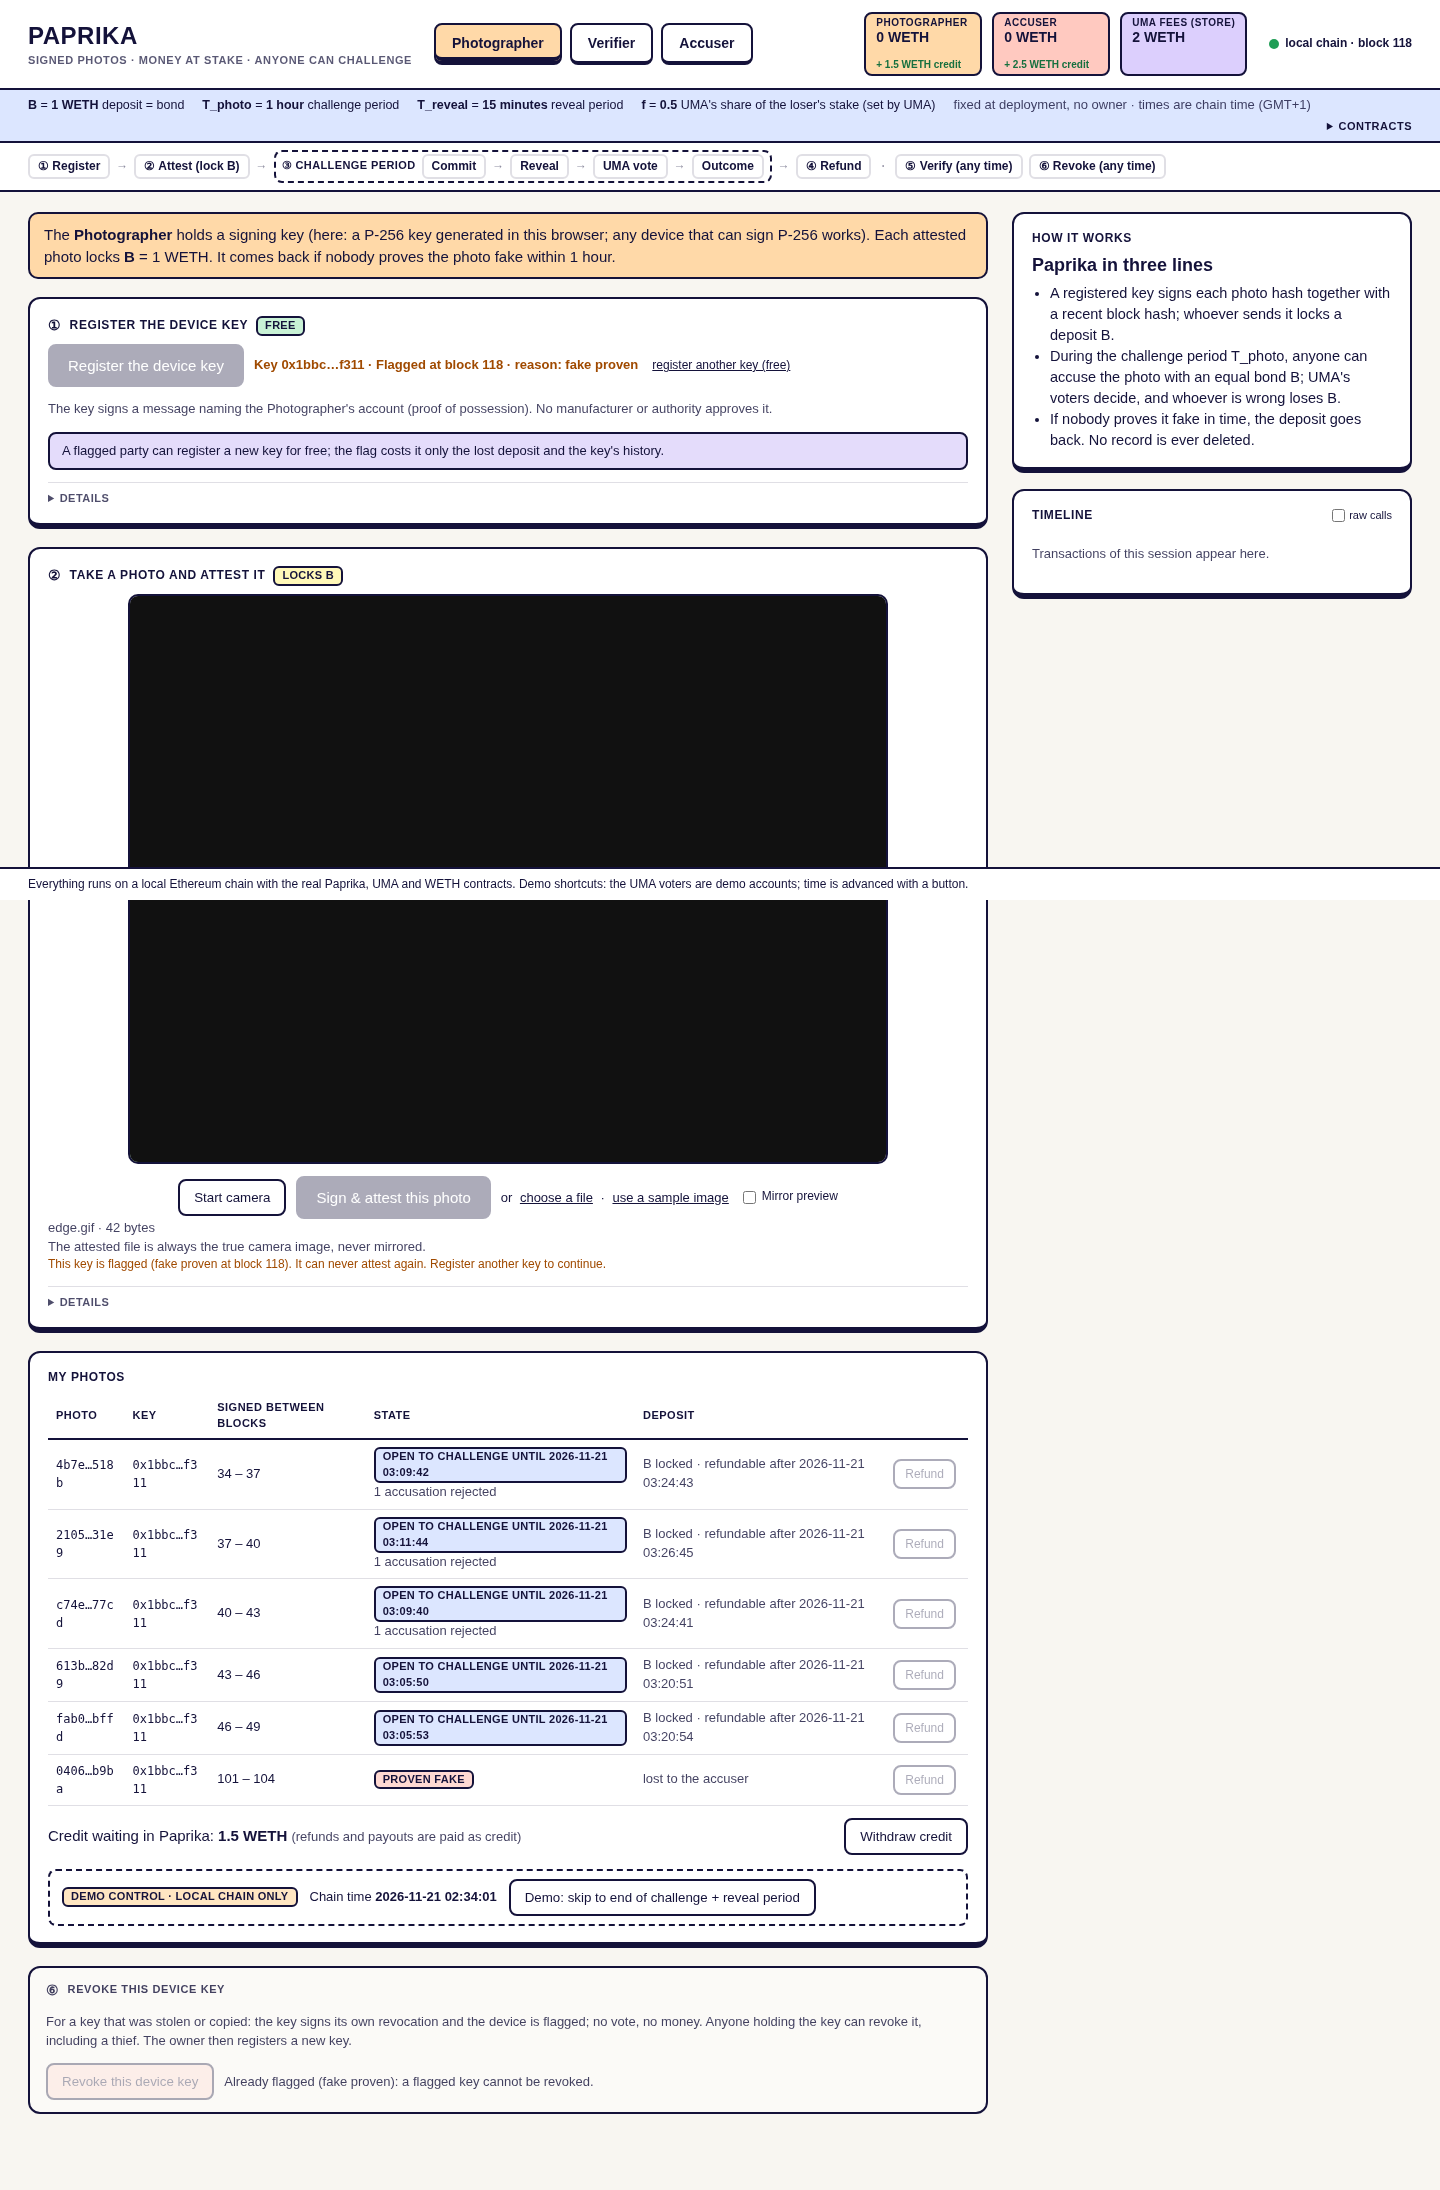 PAPRIKA
SIGNED PHOTOS · MONEY AT STAKE · ANYONE CAN CHALLENGE
Photographer
Verifier
Accuser
PHOTOGRAPHER
0 WETH
+ 1.5 WETH credit
ACCUSER
0 WETH
+ 2.5 WETH credit
UMA FEES (STORE)
2 WETH
local chain · block 118
B = 1 WETH deposit = bond T_photo = 1 hour challenge period T_reveal = 15 minutes reveal period f = 0.5 UMA's share of the loser's stake (set by UMA) fixed at deployment, no owner · times are chain time (GMT+1)
▶ CONTRACTS
① Register → ② Attest (lock B) → ③ CHALLENGE PERIOD Commit → Reveal → UMA vote → Outcome → ④ Refund · ⑤ Verify (any time) ⑥ Revoke (any time)
The Photographer holds a signing key (here: a P-256 key generated in this browser; any device that can sign P-256 works). Each attested
photo locks B = 1 WETH. It comes back if nobody proves the photo fake within 1 hour.
① REGISTER THE DEVICE KEY FREE
Register the device key Key 0x1bbc…f311 · Flagged at block 118 · reason: fake proven register another key (free)
The key signs a message naming the Photographer's account (proof of possession). No manufacturer or authority approves it.
A flagged party can register a new key for free; the flag costs it only the lost deposit and the key's history.
▶ DETAILS
② TAKE A PHOTO AND ATTEST IT LOCKS B
Everything runs on a local Ethereum chain with the real Paprika, UMA and WETH contracts. Demo shortcuts: the UMA voters are demo accounts; time is advanced with a button.
Start camera Sign & attest this photo or choose a file · use a sample image Mirror preview
edge.gif · 42 bytes
The attested file is always the true camera image, never mirrored.
This key is flagged (fake proven at block 118). It can never attest again. Register another key to continue.
▶ DETAILS
MY PHOTOS
PHOTO KEY SIGNED BETWEEN BLOCKS STATE DEPOSIT
4b7e…518b 0x1bbc…f311 34 – 37 OPEN TO CHALLENGE UNTIL 2026-11-21 03:09:42 1 accusation rejected B locked · refundable after 2026-11-21 03:24:43 Refund
2105…31e9 0x1bbc…f311 37 – 40 OPEN TO CHALLENGE UNTIL 2026-11-21 03:11:44 1 accusation rejected B locked · refundable after 2026-11-21 03:26:45 Refund
c74e…77cd 0x1bbc…f311 40 – 43 OPEN TO CHALLENGE UNTIL 2026-11-21 03:09:40 1 accusation rejected B locked · refundable after 2026-11-21 03:24:41 Refund
613b…82d9 0x1bbc…f311 43 – 46 OPEN TO CHALLENGE UNTIL 2026-11-21 03:05:50 B locked · refundable after 2026-11-21 03:20:51 Refund
fab0…bffd 0x1bbc…f311 46 – 49 OPEN TO CHALLENGE UNTIL 2026-11-21 03:05:53 B locked · refundable after 2026-11-21 03:20:54 Refund
0406…b9ba 0x1bbc…f311 101 – 104 PROVEN FAKE lost to the accuser Refund
Credit waiting in Paprika: 1.5 WETH (refunds and payouts are paid as credit) Withdraw credit
DEMO CONTROL · LOCAL CHAIN ONLY Chain time 2026-11-21 02:34:01 Demo: skip to end of challenge + reveal period
⑥ REVOKE THIS DEVICE KEY
For a key that was stolen or copied: the key signs its own revocation and the device is flagged; no vote, no money. Anyone holding the key can revoke it,
including a thief. The owner then registers a new key.
Revoke this device key Already flagged (fake proven): a flagged key cannot be revoked.
HOW IT WORKS
Paprika in three lines
• A registered key signs each photo hash together with
a recent block hash; whoever sends it locks a
deposit B.
• During the challenge period T_photo, anyone can
accuse the photo with an equal bond B; UMA's
voters decide, and whoever is wrong loses B.
• If nobody proves it fake in time, the deposit goes
back. No record is ever deleted.
TIMELINE raw calls
Transactions of this session appear here.